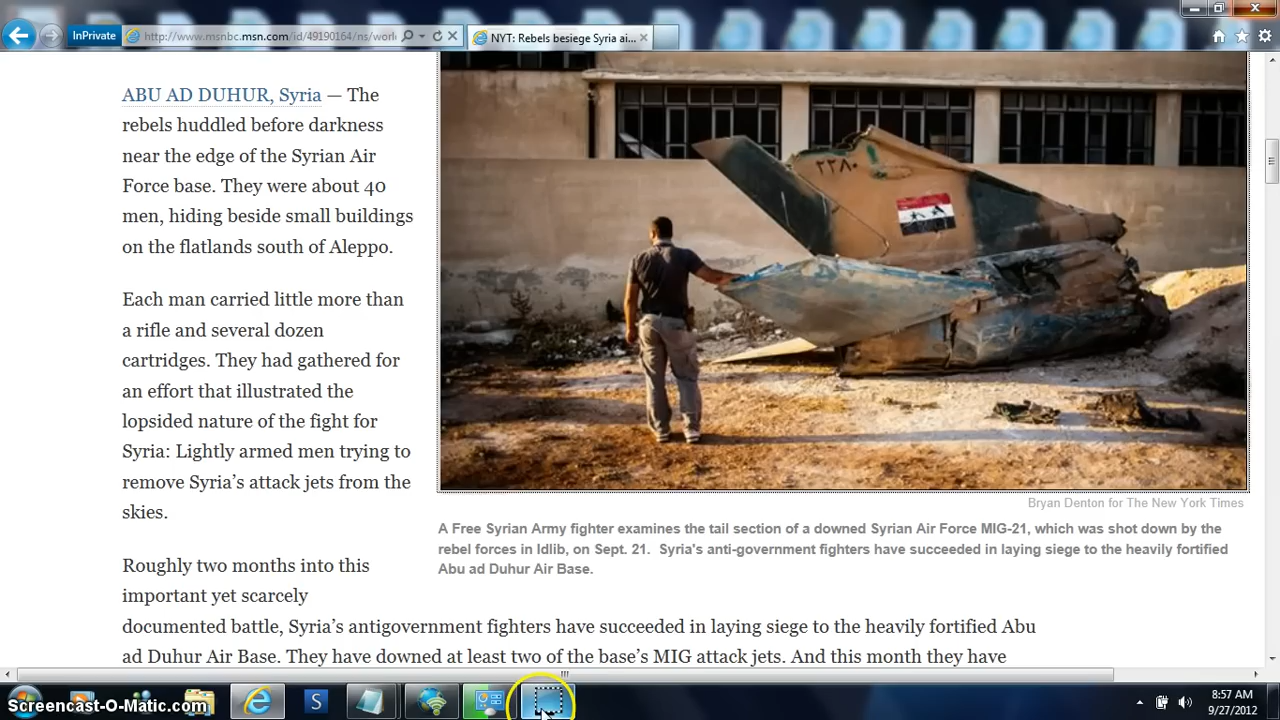 InPrivate
http://www.msnbc.msn.com/id/49190164/ns/worl
NYT: Rebels besiege Syria ai...
ABU AD DUHUR, Syria — The
rebels huddled before darkness
near the edge of the Syrian Air
Force base. They were about 40
men, hiding beside small buildings
on the flatlands south of Aleppo.
Each man carried little more than
a rifle and several dozen
cartridges. They had gathered for
an effort that illustrated the
lopsided nature of the fight for
Syria: Lightly armed men trying to
remove Syria's attack jets from the
skies.
٢٢٨٠
Bryan Denton for The New York Times
A Free Syrian Army fighter examines the tail section of a downed Syrian Air Force MIG-21, which was shot down by the
rebel forces in Idlib, on Sept. 21. Syria's anti-government fighters have succeeded in laying siege to the heavily fortified
Abu ad Duhur Air Base.
Roughly two months into this
important yet scarcely
documented battle, Syria's antigovernment fighters have succeeded in laying siege to the heavily fortified Abu
ad Duhur Air Base. They have downed at least two of the base's MIG attack jets. And this month they have
S
Screencast-O-Matic.com
8:57 AM
9/27/2012